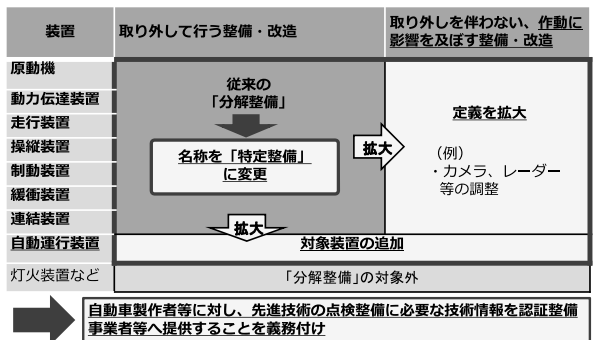 装置
取り外して行う整備・改造
取り外しを伴わない、作動に
影響を及ぼす整備・改造
原動機
動力伝達装置
走行装置
操縦装置
制動装置
緩衝装置
連結装置
自動運行装置
灯火装置など
従来の
「分解整備」
名称を「特定整備」
に変更
拡大
定義を拡大
（例）
・カメラ、レーダー
等の調整
拡大
対象装置の追加
「分解整備」の対象外
自動車製作者等に対し、先進技術の点検整備に必要な技術情報を認証整備
事業者等へ提供することを義務付け